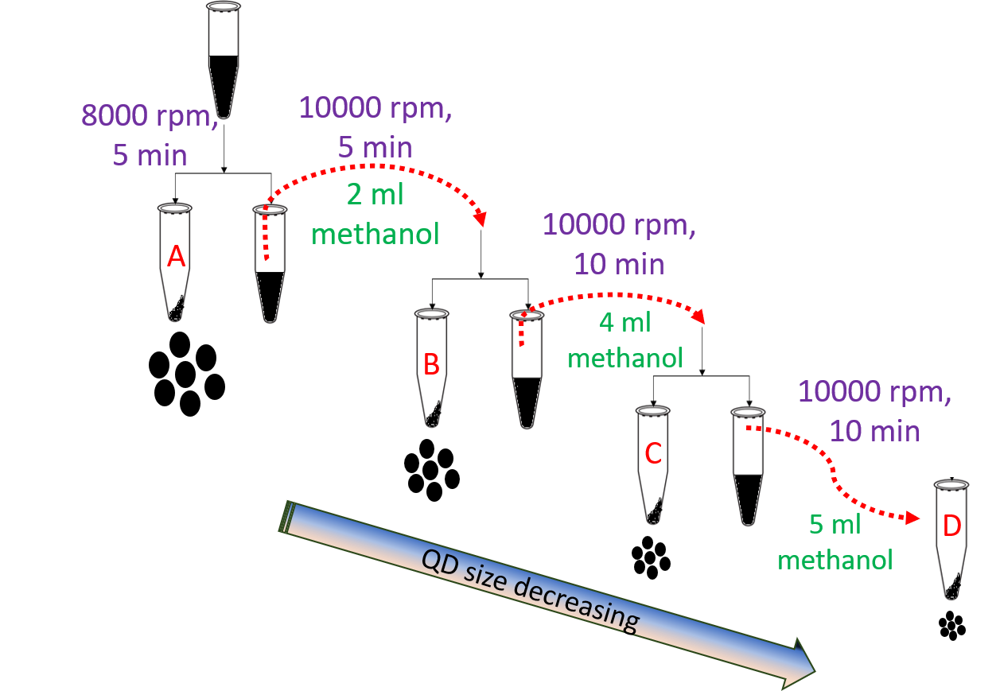 8000 rpm,
5 min
10000 rpm,
5 min
2 ml
methanol
A
10000 rpm,
10 min
4 ml
methanol
B
10000 rpm,
10 min
5 ml
methanol
C
D
QD size decreasing